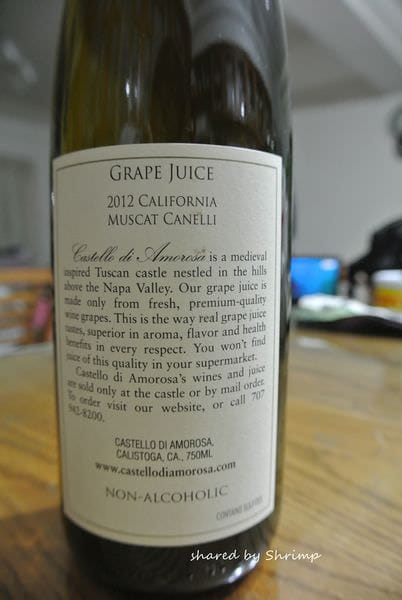 GRAPE JUICE
2012 CALIFORNIA
MUSCAT CANELLI
Castello di Amorosa is a medieval
inspired Tuscan castle nestled in the hills
above the Napa Valley. Our grape juice is
made only from fresh, premium-quality
wine grapes. This is the way real grape juice
tastes, superior in aroma, flavor and health
benefits in every respect. You won't find
juice of this quality in your supermarket.
Castello di Amorosa's wines and juice
are sold only at the castle or by mail order.
To order visit our website, or call 707
942-8200.
CASTELLO DI AMOROSA.
CALISTOGA, CA., 750ML.
www.castellodiamorosa.com
NON-ALCOHOLIC
CONTAINS SULFITES
shared by Shrimp